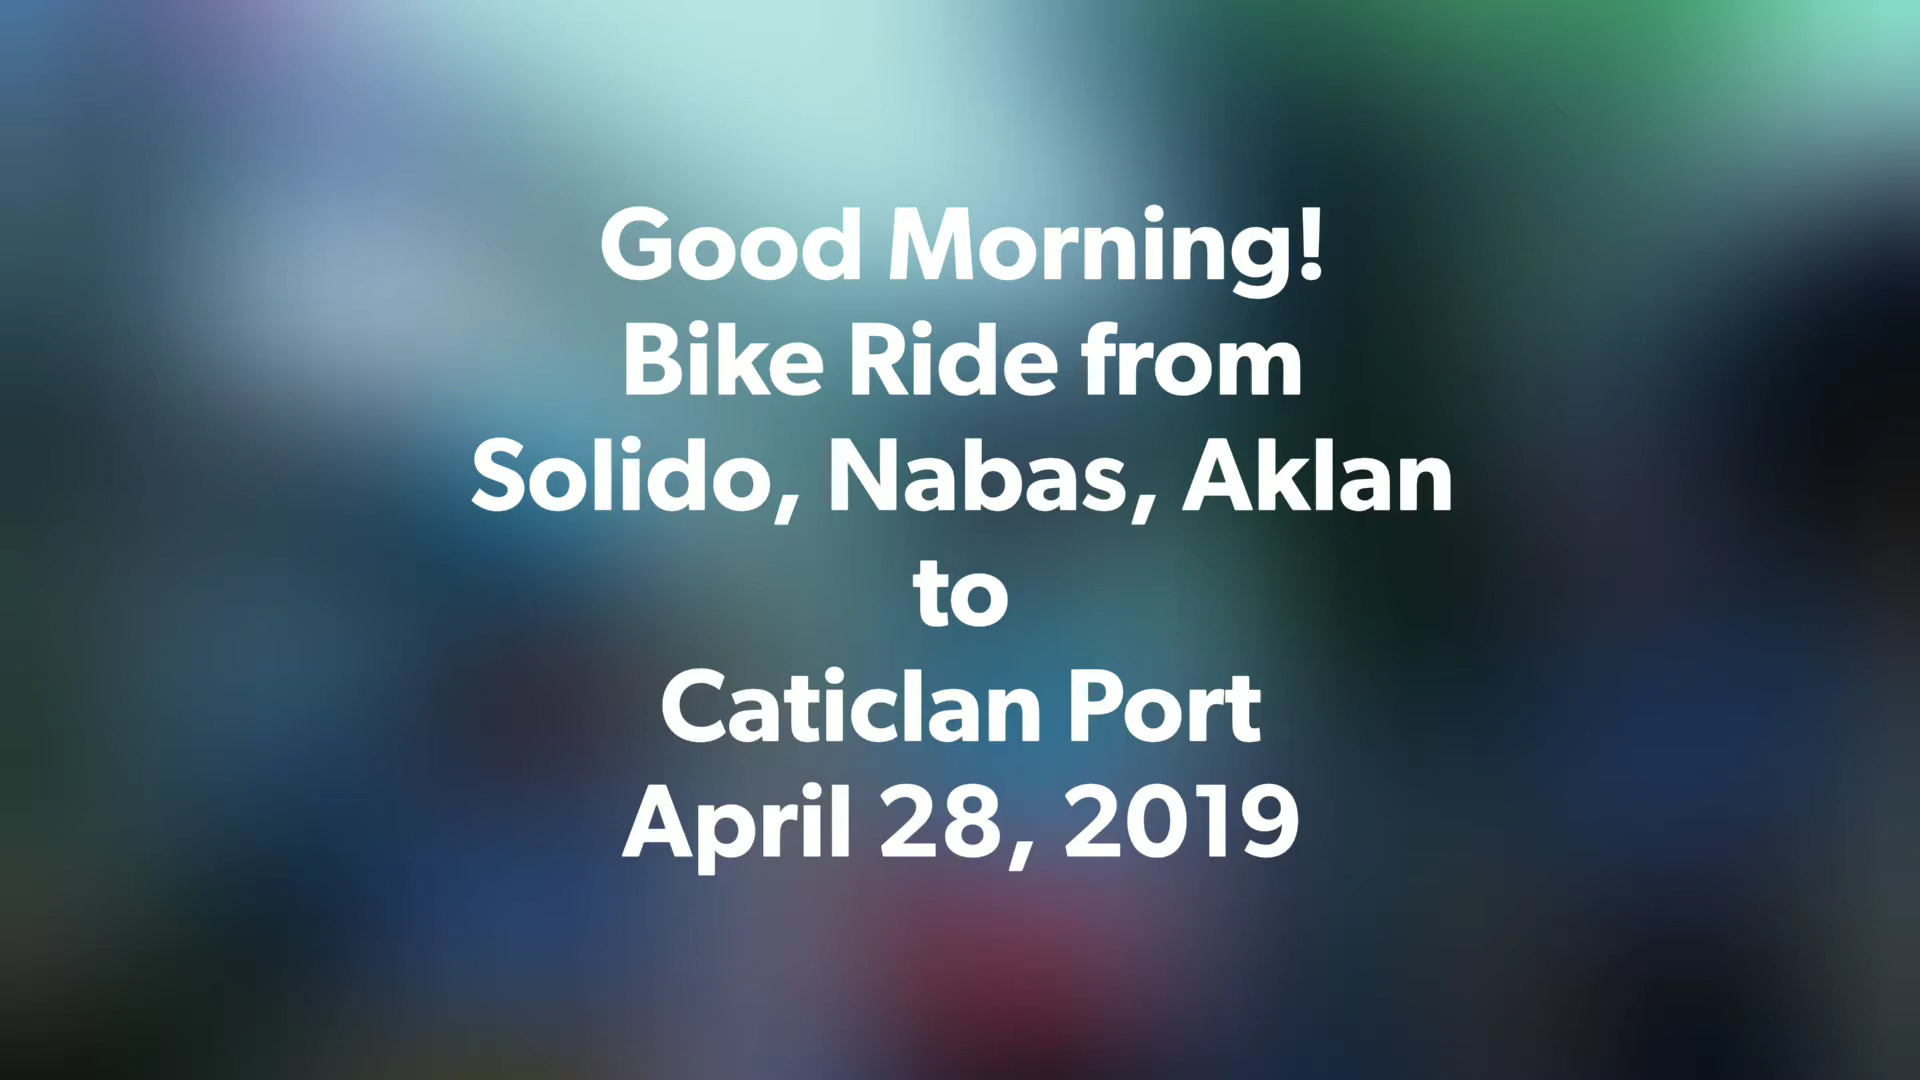 Good Morning!
Bike Ride from
Solido, Nabas, Aklan
to
Caticlan Port
April 28, 2019